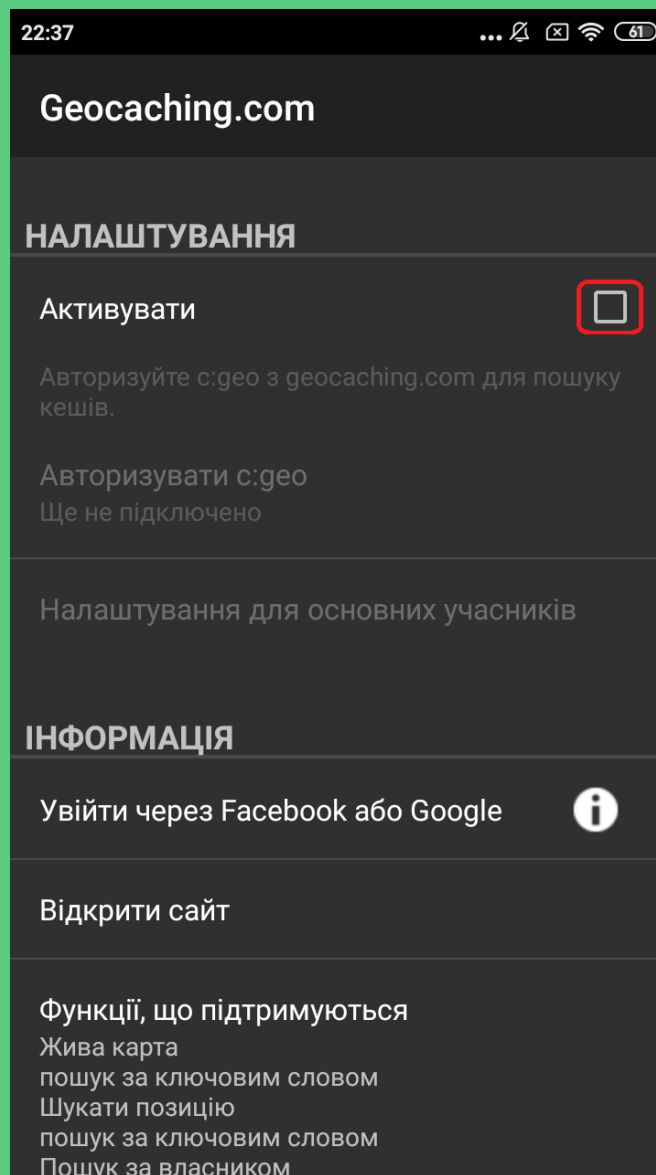 22:37
61
Geocaching.com
НАЛАШТУВАННЯ
Активувати
Авторизуйте c:geo з geocaching.com для пошуку
кешів.
Авторизувати c:geo
Ще не підключено
Налаштування для основних учасників
ІНФОРМАЦІЯ
Увійти через Facebook або Google
Відкрити сайт
Функції, що підтримуються
Жива карта
пошук за ключовим словом
Шукати позицію
пошук за ключовим словом
Пошук за власником